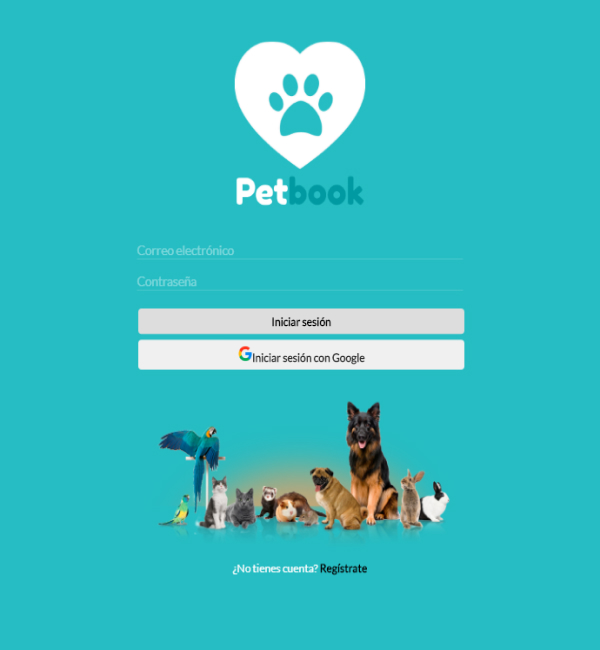 Petbook
Correo electrónico
Contraseña
Iniciar sesión
Iniciar sesión con Google
¿No tienes cuenta? Regístrate